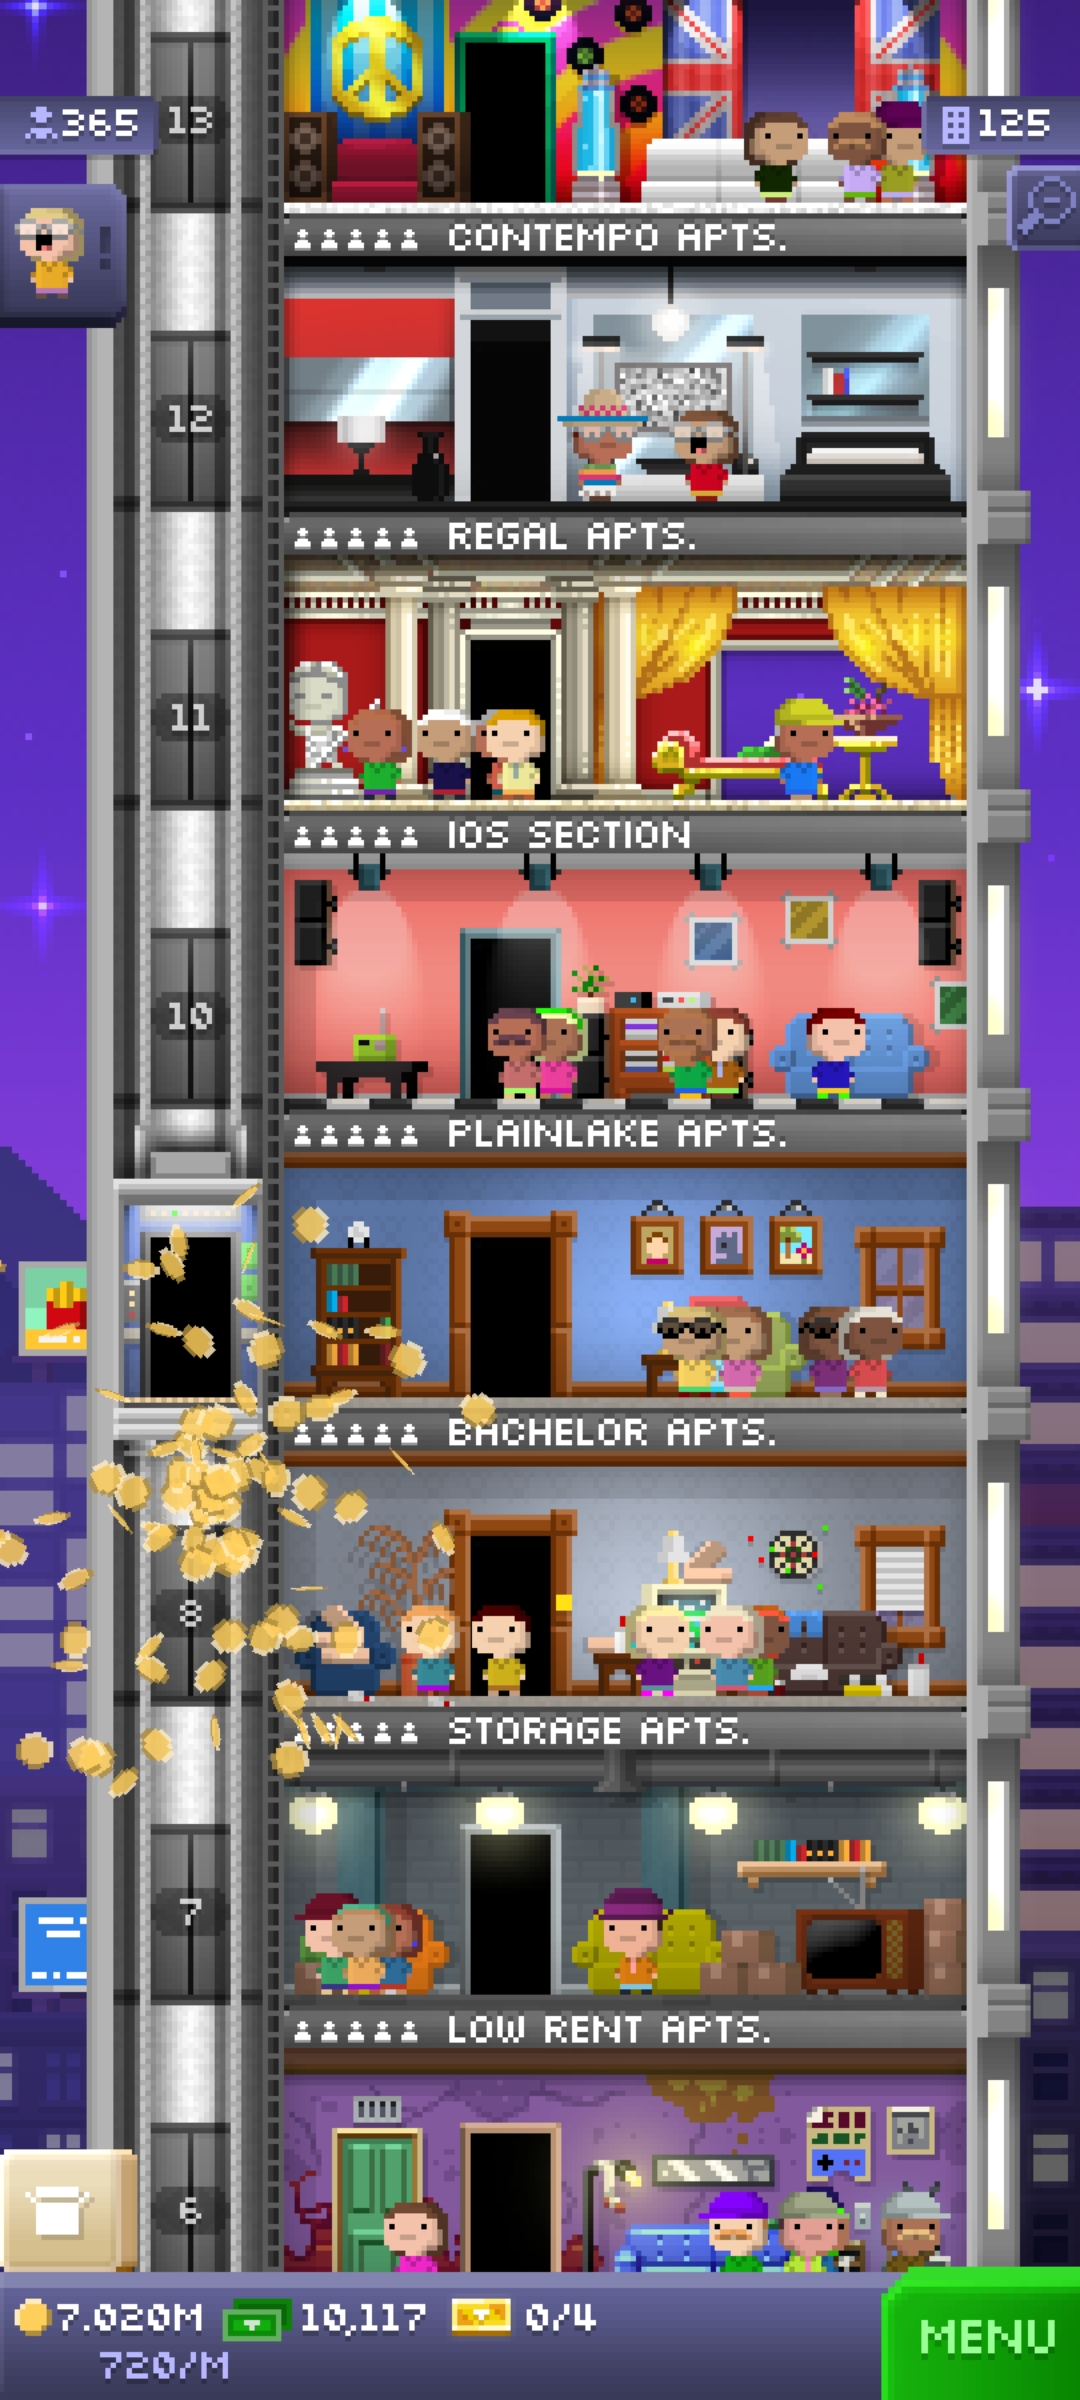 365
13
125
CONTEMPO APTS.
12
REGAL APTS.
11
IOS SECTION
10
PLAINLAKE APTS.
BACHELOR APTS.
8
STORAGE APTS.
7
LOW RENT APTS.
6
7.020M 10,117 0/4
720/M
MENU